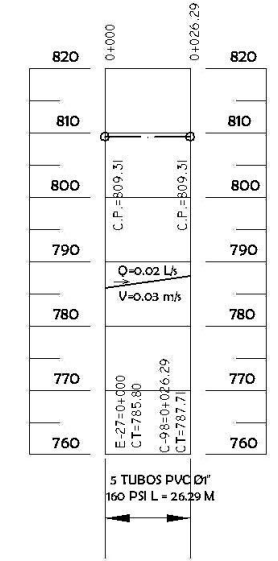 0+000
0+026.29
820
820
810
810
C.P.=809.31
C.P.=809.31
800
800
790
790
Q=0.02 L/s
V=0.03 m/s
780
780
770
770
E-27=0+000
CT=785.80
C-98=0+026.29
CT=787.71
760
760
5 TUBOS PVC Ø1"
160 PSI L = 26.29 M